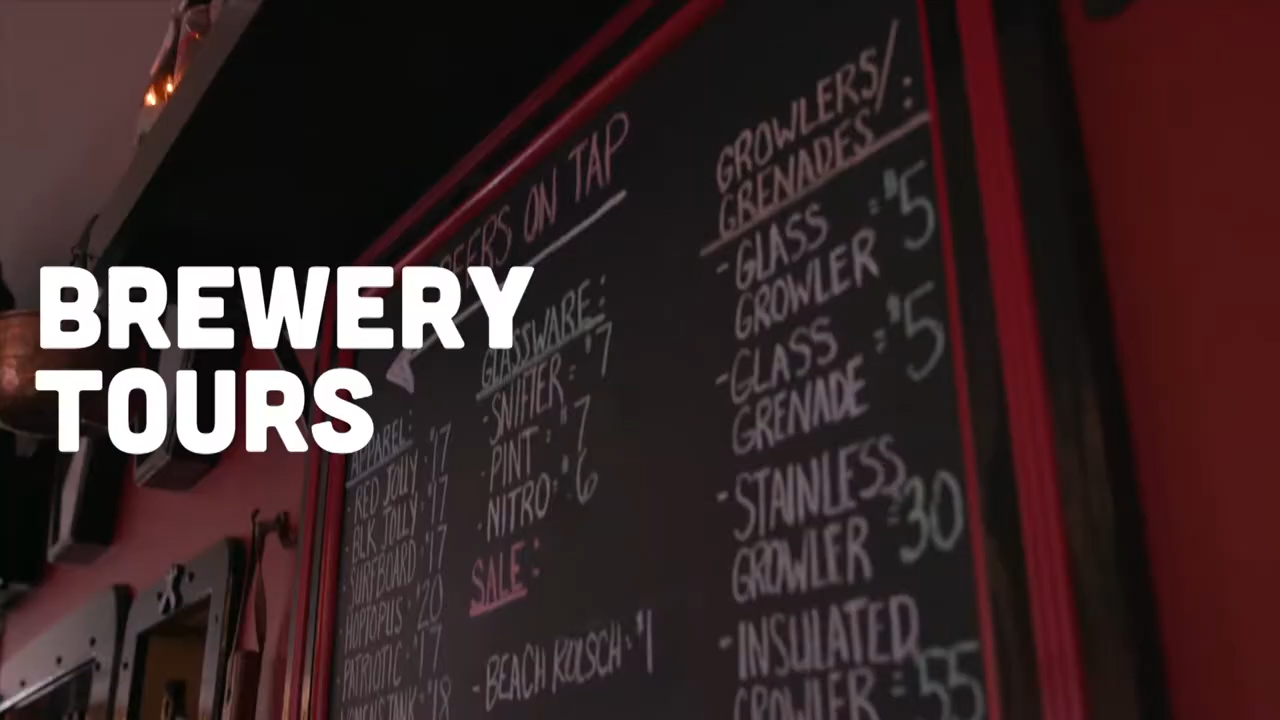 BREWERY
TOURS
BEERS ON TAP
APPAREL:
- RED JOLLY : $17
- BLK JOLLY : $17
- SURFBOARD : $17
- HOPTOPUS : $20
- PATRIOTIC : $17
GLASSWARE:
- SNIFTER : $7
- PINT : $7
- NITRO : $6
SALE:
- BEACH KOLSCH : $1
GROWLERS/:
GRENADES
- GLASS
GROWLER = $5
- GLASS
GRENADE = $5
- STAINLESS
GROWLER = $30
- INSULATED
GROWLER = $55